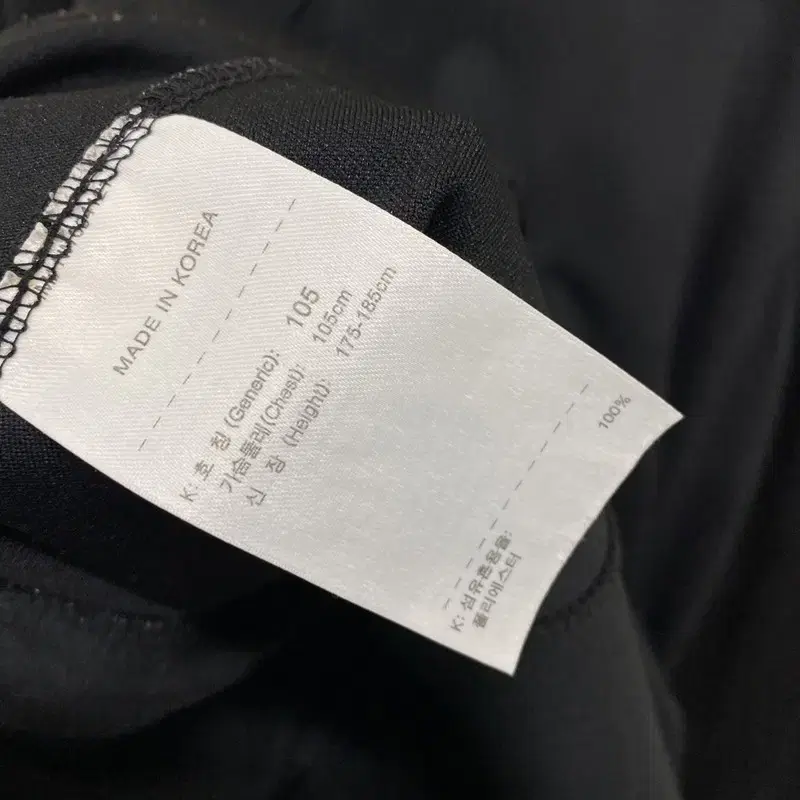 MADE IN KOREA
K: 호 칭 (Generic): 105
가슴둘레(Chest): 105cm
신 장 (Height): 175-185cm
K: 섬유혼용율:
폴리에스터 100%